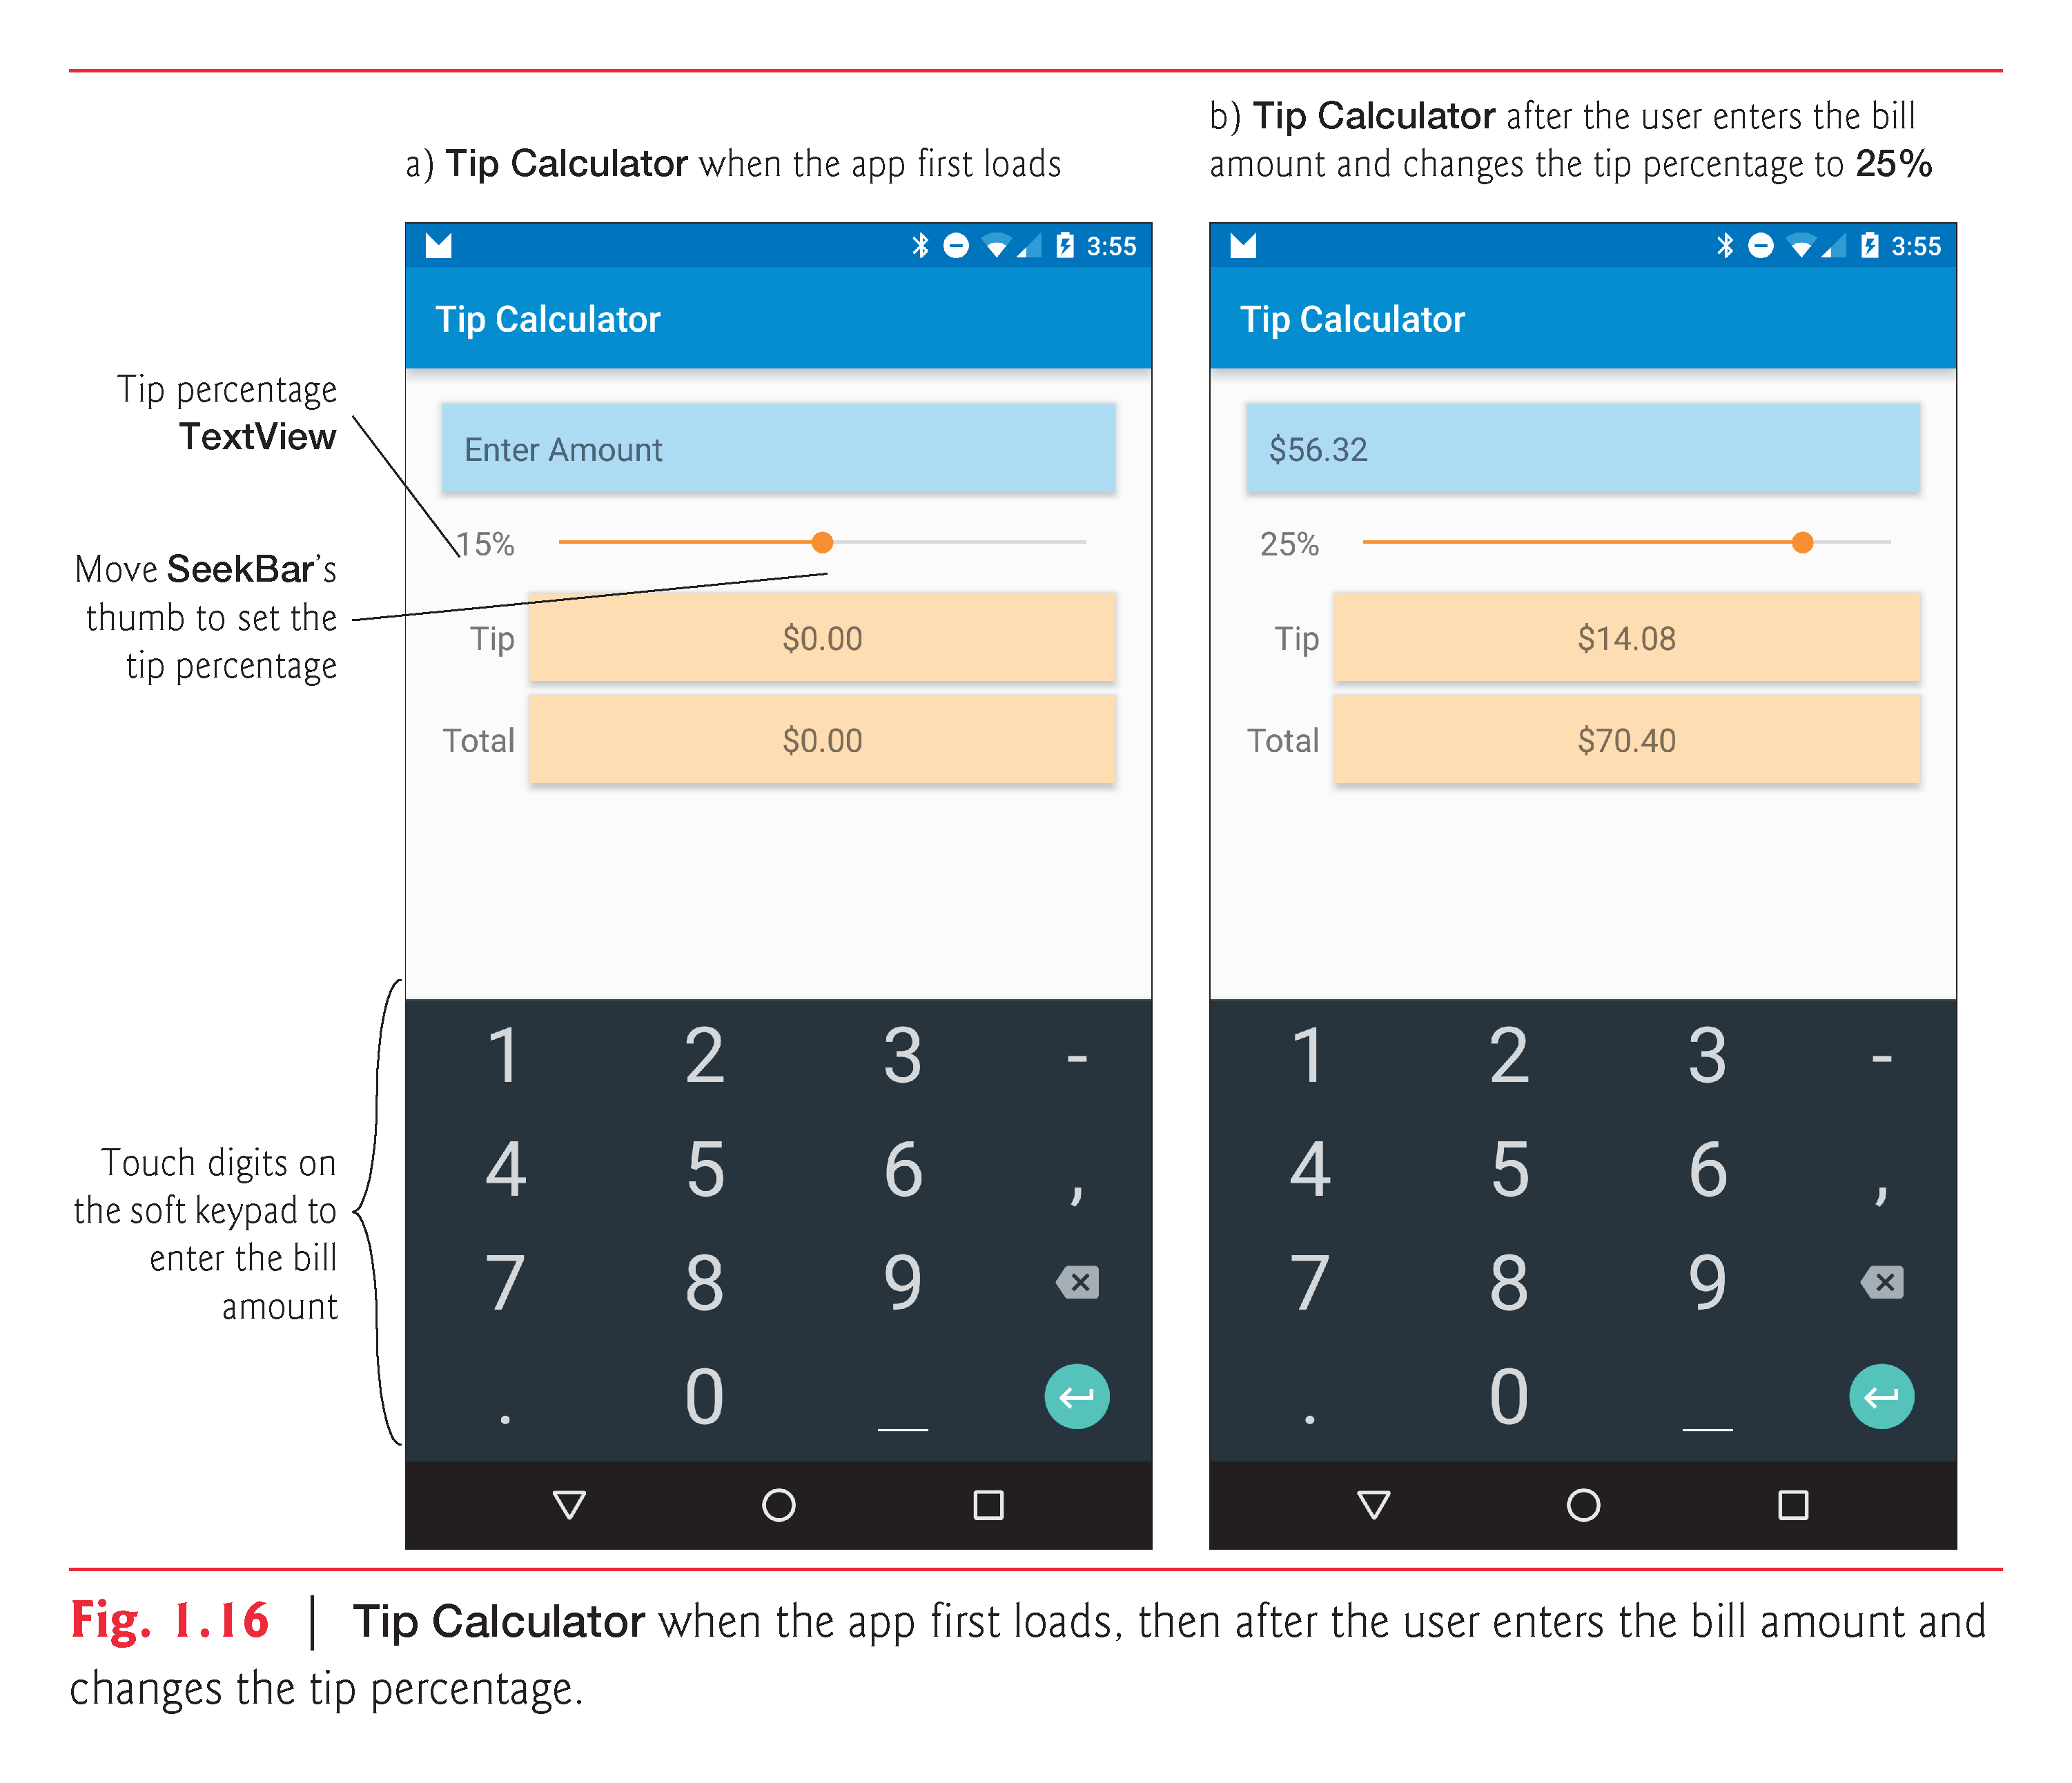 a) Tip Calculator when the app first loads
b) Tip Calculator after the user enters the bill
amount and changes the tip percentage to 25%
Tip percentage
TextView
Move SeekBar's
thumb to set the
tip percentage
Touch digits on
the soft keypad to
enter the bill
amount
3:55
Tip Calculator
Enter Amount
15%
Tip $0.00
Total $0.00
1 2 3 -
4 5 6 ,
7 8 9
. 0 _
3:55
Tip Calculator
$56.32
25%
Tip $14.08
Total $70.40
1 2 3 -
4 5 6 ,
7 8 9
. 0 _
Fig. 1.16 | Tip Calculator when the app first loads, then after the user enters the bill amount and
changes the tip percentage.